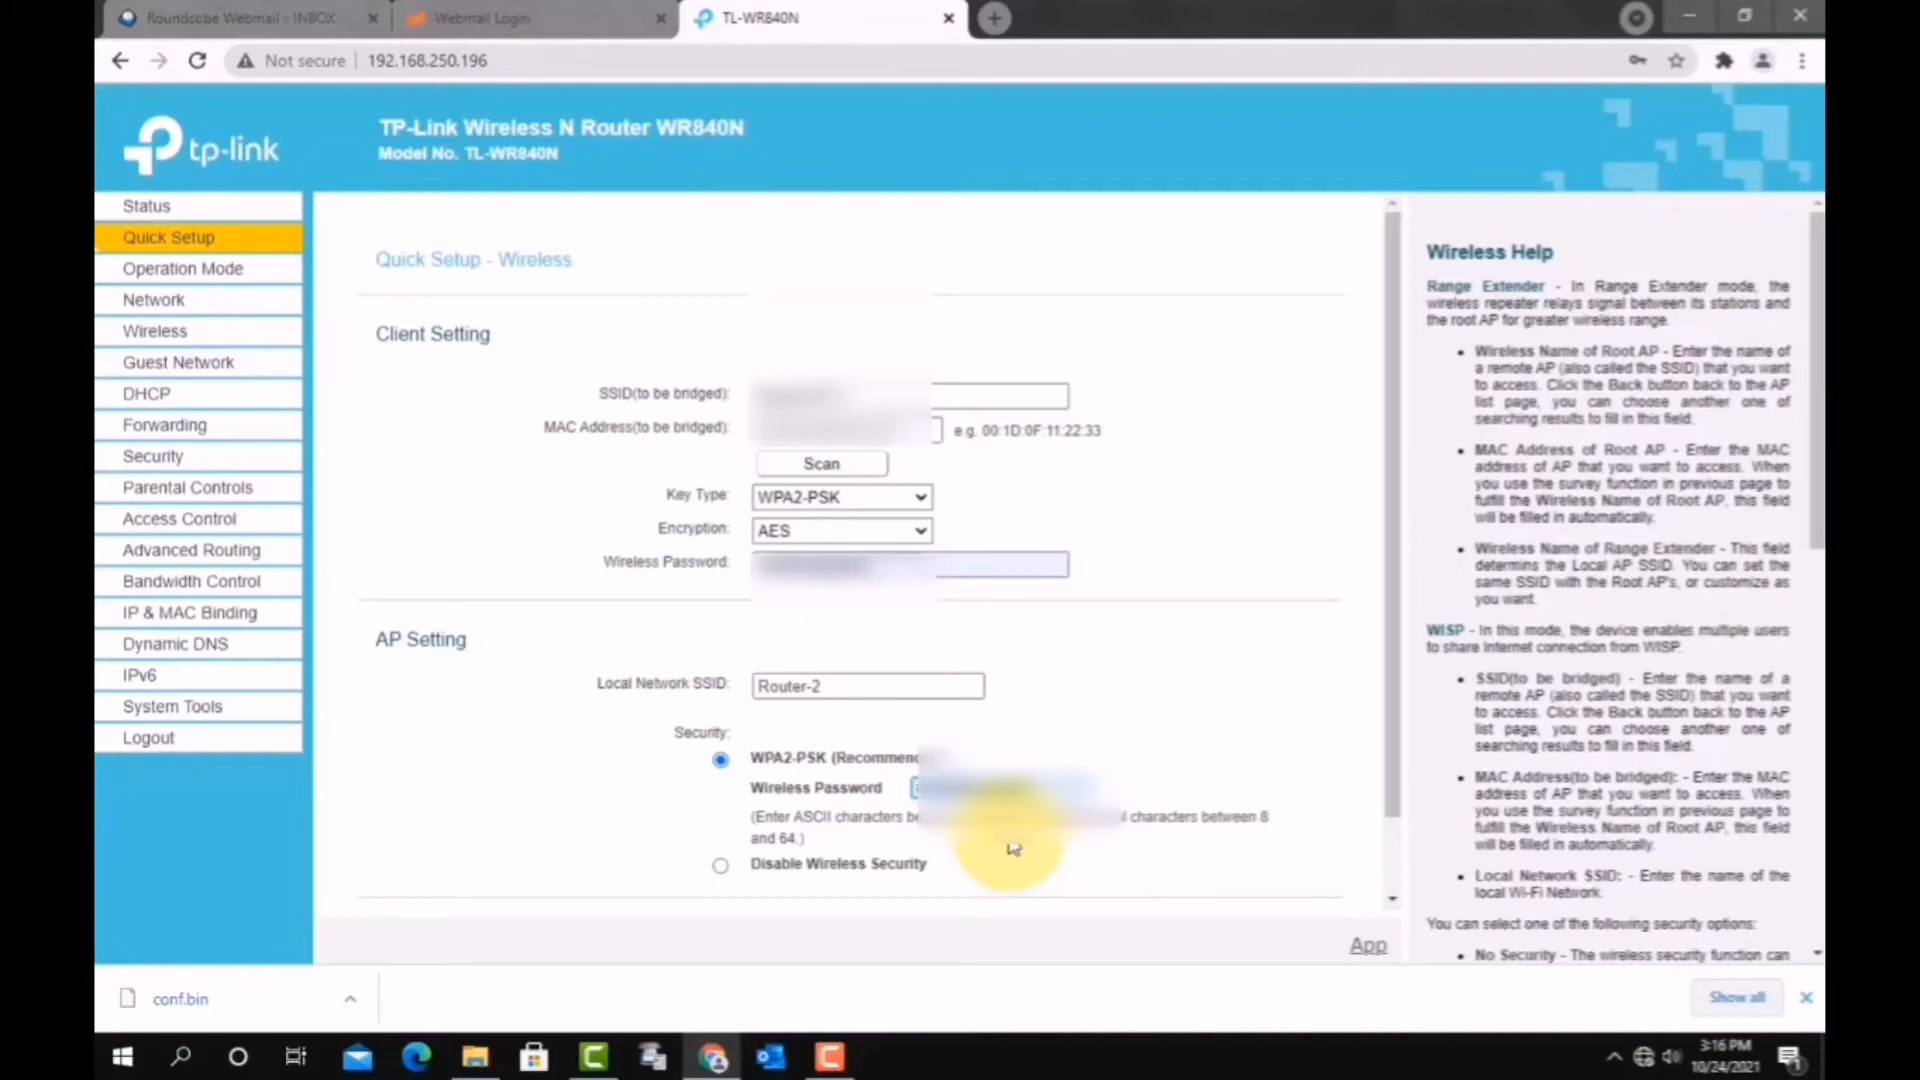 Roundcube Webmail :: INBOX
Webmail Login
TL-WR840N
Not secure
192.168.250.196
tp-link
TP-Link Wireless N Router WR840N
Model No. TL-WR840N
Status
Quick Setup
Operation Mode
Network
Wireless
Guest Network
DHCP
Forwarding
Security
Parental Controls
Access Control
Advanced Routing
Bandwidth Control
IP & MAC Binding
Dynamic DNS
IPv6
System Tools
Logout
Quick Setup - Wireless
Client Setting
SSID(to be bridged):
MAC Address(to be bridged):
e.g. 00:1D:0F:11:22:33
Scan
Key Type:
WPA2-PSK
Encryption:
AES
Wireless Password:
AP Setting
Local Network SSID:
Router-2
Security:
WPA2-PSK
Wireless Password
(Enter ASCII characters
characters between 8
and 64.)
Disable Wireless Security
App
Wireless Help
Range Extender - In Range Extender mode, the
wireless repeater relays signal between its stations and
the root AP for greater wireless range.
• Wireless Name of Root AP - Enter the name of
a remote AP (also called the SSID) that you want
to access. Click the Back button back to the AP
list page, you can choose another one of
searching results to fill in this field.
• MAC Address of Root AP - Enter the MAC
address of AP that you want to access. When
you use the survey function in previous page to
fulfill the Wireless Name of Root AP, this field
will be filled in automatically.
• Wireless Name of Range Extender - This field
determins the Local AP SSID. You can set the
same SSID with the Root AP's, or customize as
you want.
WISP - In this mode, the device enables multiple users
to share Internet connection from WISP.
• SSID(to be bridged) - Enter the name of a
remote AP (also called the SSID) that you want
to access. Click the Back button back to the AP
list page, you can choose another one of
searching results to fill in this field.
• MAC Address(to be bridged): - Enter the MAC
address of AP that you want to access. When
you use the survey function in previous page to
fulfill the Wireless Name of Root AP, this field
will be filled in automatically.
• Local Network SSID: - Enter the name of the
local Wi-Fi Network.
You can select one of the following security options:
• No Security - The wireless security function can
conf.bin
Show all
3:16 PM
10/24/2021
1